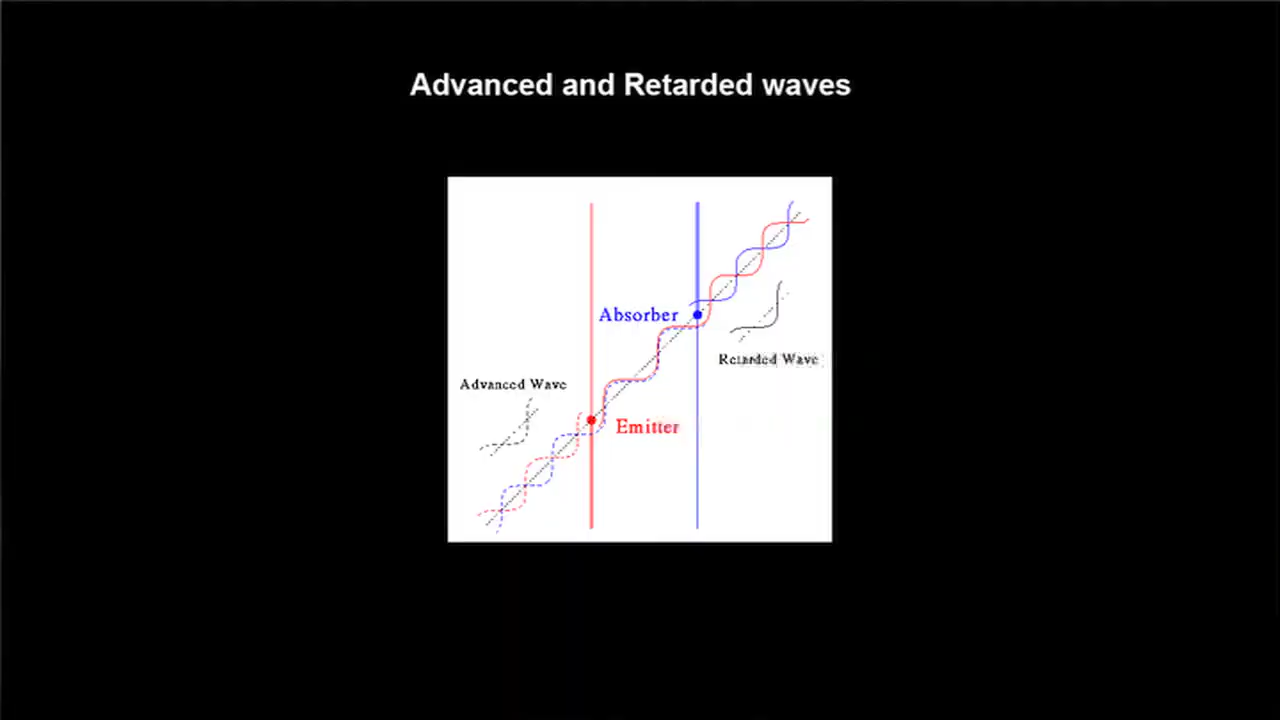 Advanced and Retarded waves
Absorber
Retarded Wave
Advanced Wave
Emitter